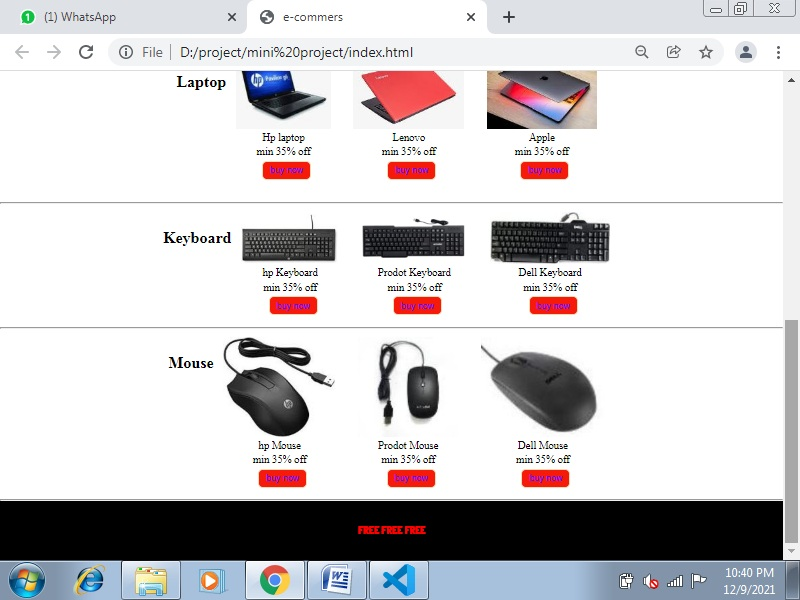 (1) WhatsApp
e-commers
File
D:/project/mini%20project/index.html
Laptop
Hp laptop
Lenovo
Apple
min 35% off
min 35% off
min 35% off
buy now
buy now
buy now
Keyboard
hp Keyboard
Prodot Keyboard
Dell Keyboard
min 35% off
min 35% off
min 35% off
buy now
buy now
buy now
Mouse
hp Mouse
Prodot Mouse
Dell Mouse
min 35% off
min 35% off
min 35% off
buy now
buy now
buy now
FREE FREE FREE
10:40 PM
12/9/2021